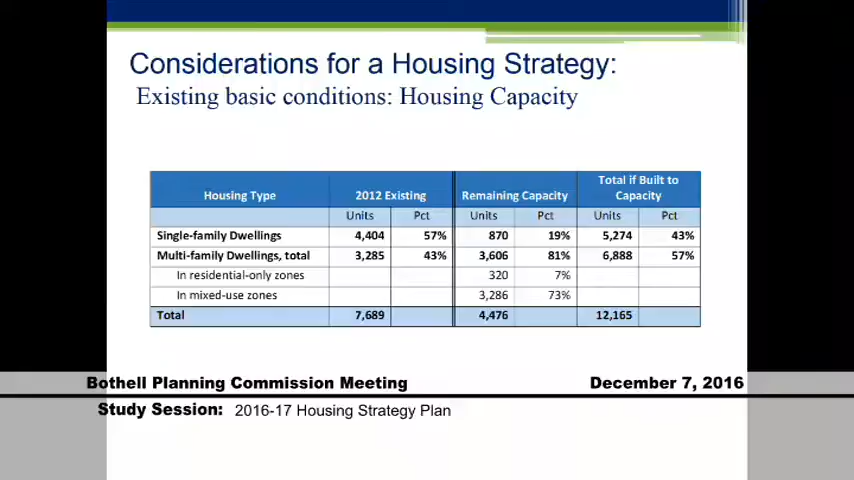 Considerations for a Housing Strategy:
Existing basic conditions: Housing Capacity
Housing Type 2012 Existing Remaining Capacity Total if Built to Capacity
Units Pct Units Pct Units Pct
Single-family Dwellings 4,404 57% 870 19% 5,274 43%
Multi-family Dwellings, total 3,285 43% 3,606 81% 6,888 57%
In residential-only zones 320 7%
In mixed-use zones 3,286 73%
Total 7,689 4,476 12,165
Bothell Planning Commission Meeting December 7, 2016
Study Session: 2016-17 Housing Strategy Plan